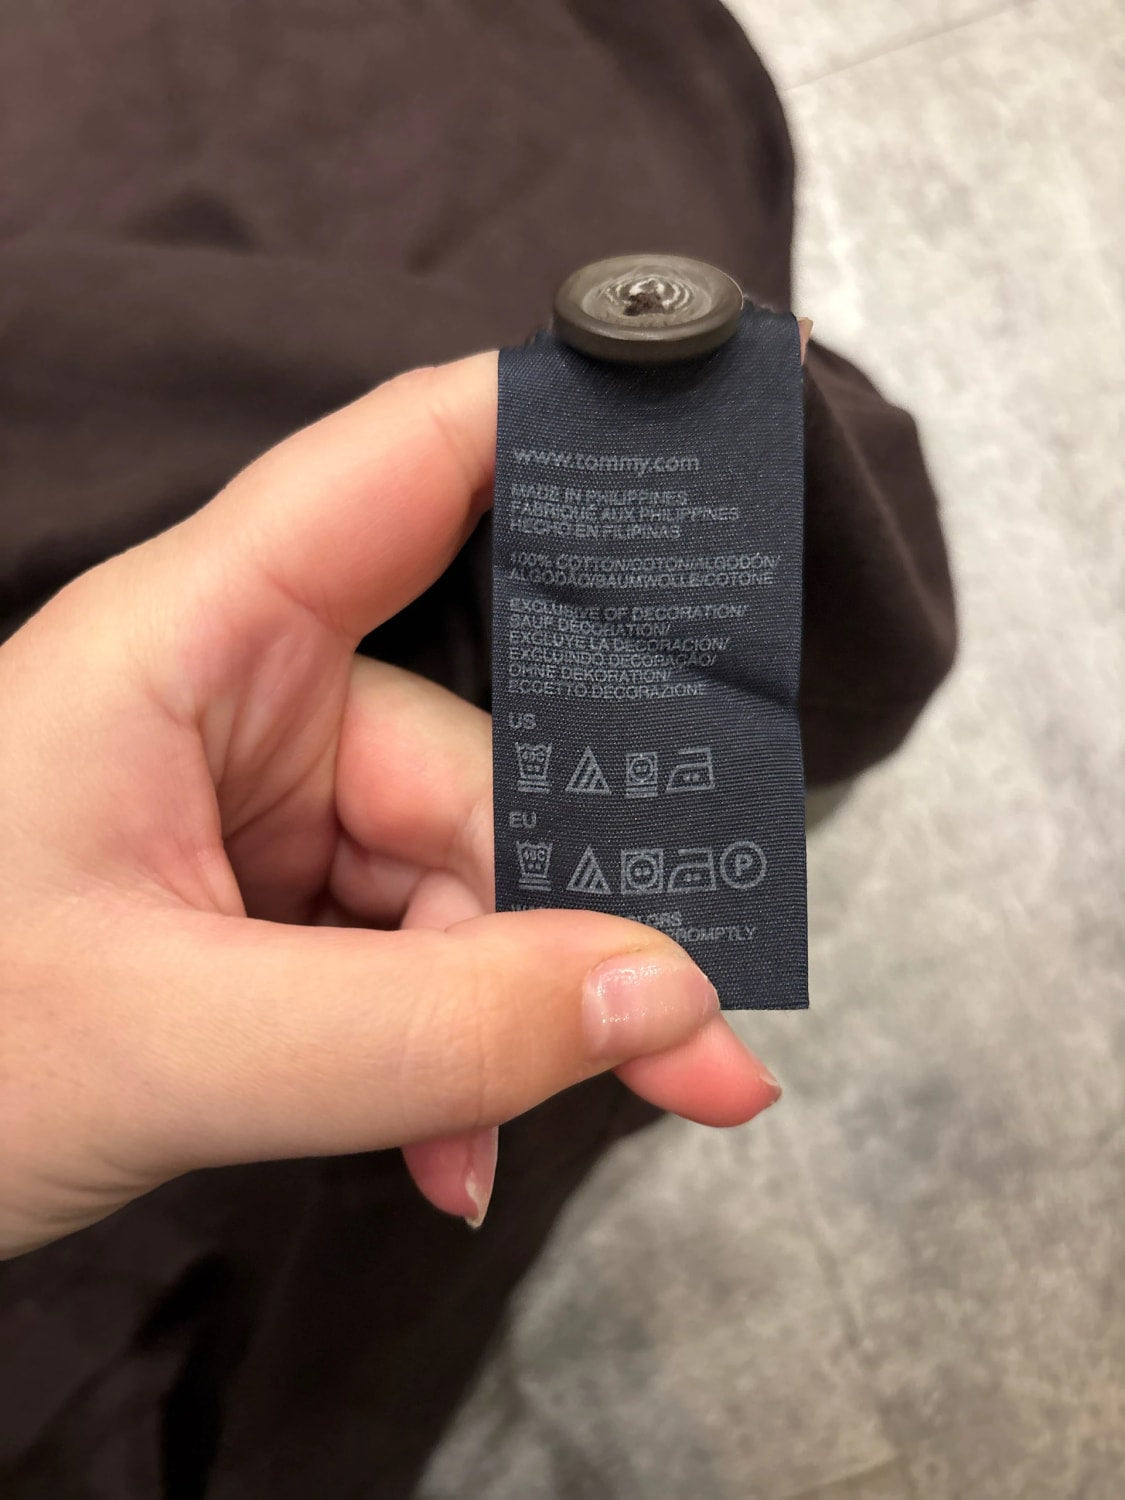 www.tommy.com
MADE IN PHILIPPINES
FABRIQUÉ AUX PHILIPPINES
HECHO EN FILIPINAS
100% COTTON/COTON/ALGODÓN/
ALGODÃO/BAUMWOLLE/COTONE
EXCLUSIVE OF DECORATION/
SAUF DÉCORATION/
EXCLUYE LA DECORACIÓN/
EXCLUINDO DECORAÇÃO/
OHNE DEKORATION/
ECCETTO DECORAZIONE
US
EU
P
COLORS
PROMPTLY